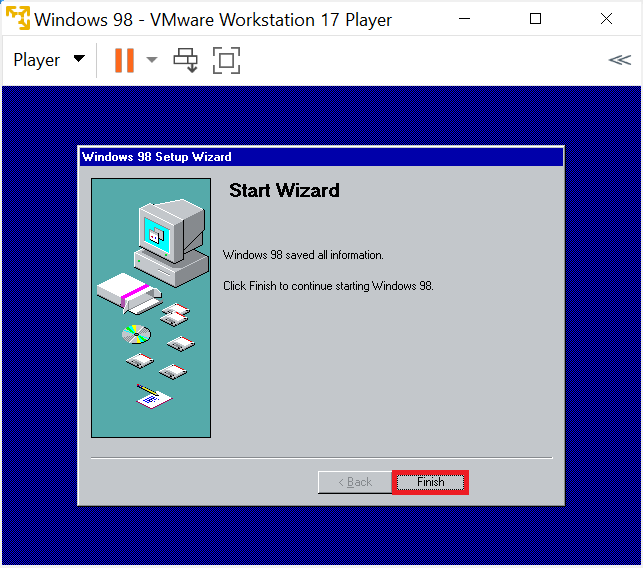 Windows 98 - VMware Workstation 17 Player
Player
Windows 98 Setup Wizard
Start Wizard
Windows 98 saved all information.
Click Finish to continue starting Windows 98.
< Back
Finish